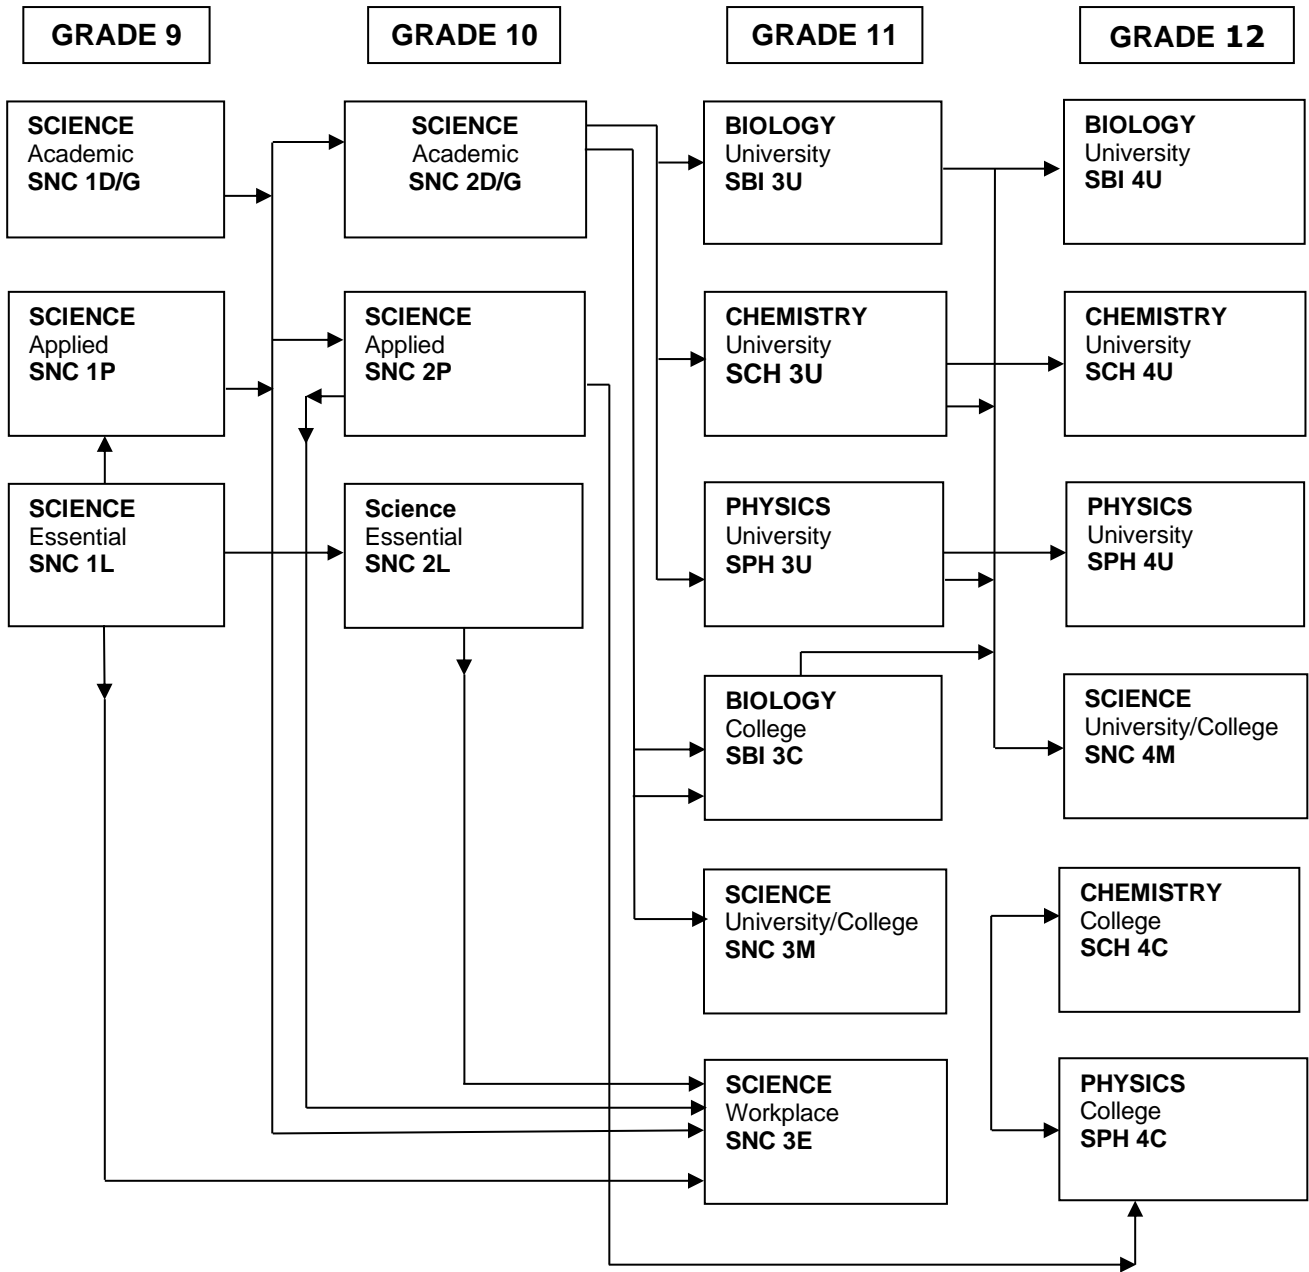 GRADE 9
GRADE 10
GRADE 11
GRADE 12
SCIENCE
Academic
SNC 1D/G
SCIENCE
Academic
SNC 2D/G
BIOLOGY
University
SBI 3U
BIOLOGY
University
SBI 4U
SCIENCE
Applied
SNC 1P
SCIENCE
Applied
SNC 2P
CHEMISTRY
University
SCH 3U
CHEMISTRY
University
SCH 4U
SCIENCE
Essential
SNC 1L
Science
Essential
SNC 2L
PHYSICS
University
SPH 3U
PHYSICS
University
SPH 4U
BIOLOGY
College
SBI 3C
SCIENCE
University/College
SNC 4M
SCIENCE
University/College
SNC 3M
CHEMISTRY
College
SCH 4C
SCIENCE
Workplace
SNC 3E
PHYSICS
College
SPH 4C